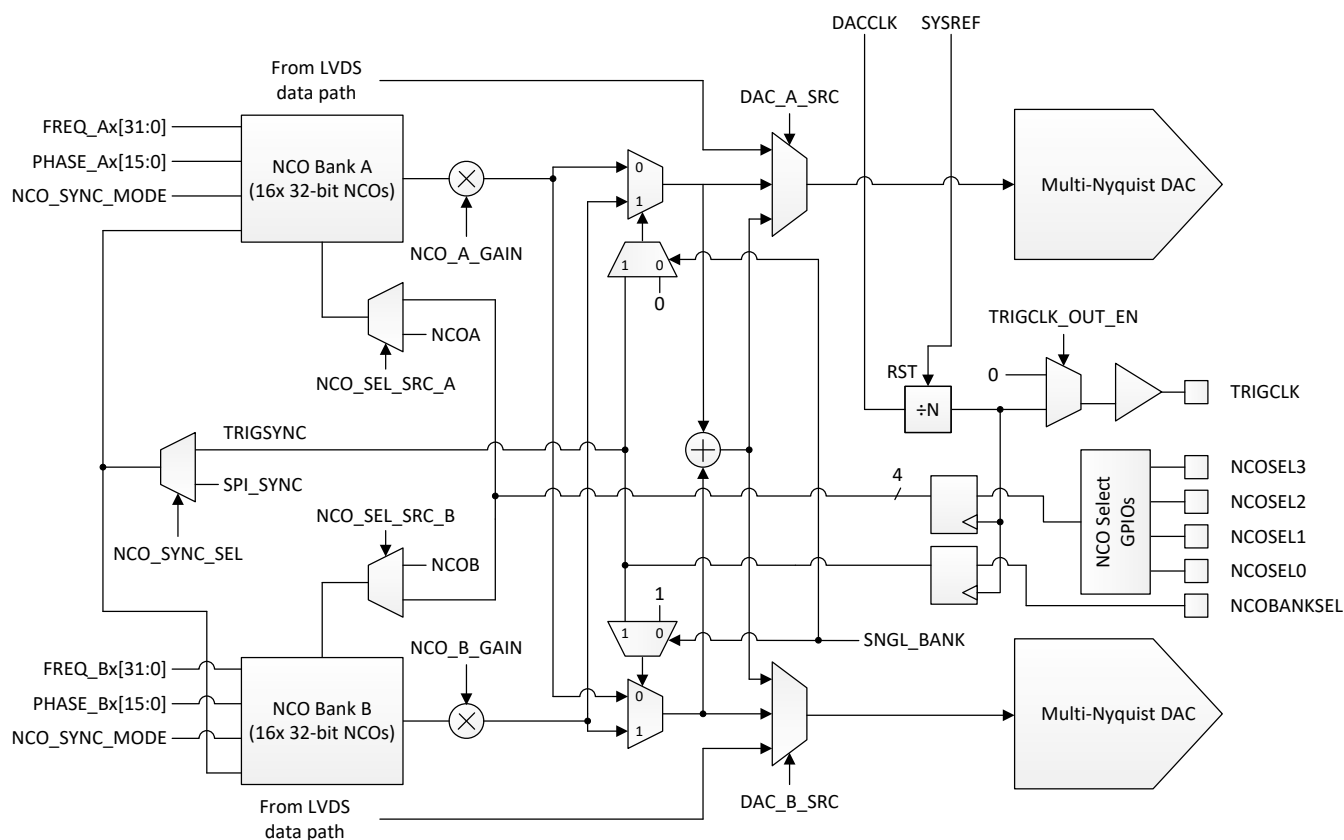 DACCLK
SYSREF
From LVDS
data path
DAC_A_SRC
FREQ_Ax[31:0]
PHASE_Ax[15:0]
NCO_SYNC_MODE
NCO Bank A
(16x 32-bit NCOs)
0
1
Multi-Nyquist DAC
NCO_A_GAIN
1
0
0
NCOA
NCO_SEL_SRC_A
TRIGCLK_OUT_EN
RST
0
÷N
TRIGCLK
TRIGSYNC
SPI_SYNC
NCO_SYNC_SEL
4
NCO Select
GPIOs
NCOSEL3
NCOSEL2
NCOSEL1
NCOSEL0
NCOBANKSEL
NCO_SEL_SRC_B
NCOB
1
1
0
SNGL_BANK
NCO_B_GAIN
FREQ_Bx[31:0]
PHASE_Bx[15:0]
NCO_SYNC_MODE
NCO Bank B
(16x 32-bit NCOs)
0
1
Multi-Nyquist DAC
DAC_B_SRC
From LVDS
data path